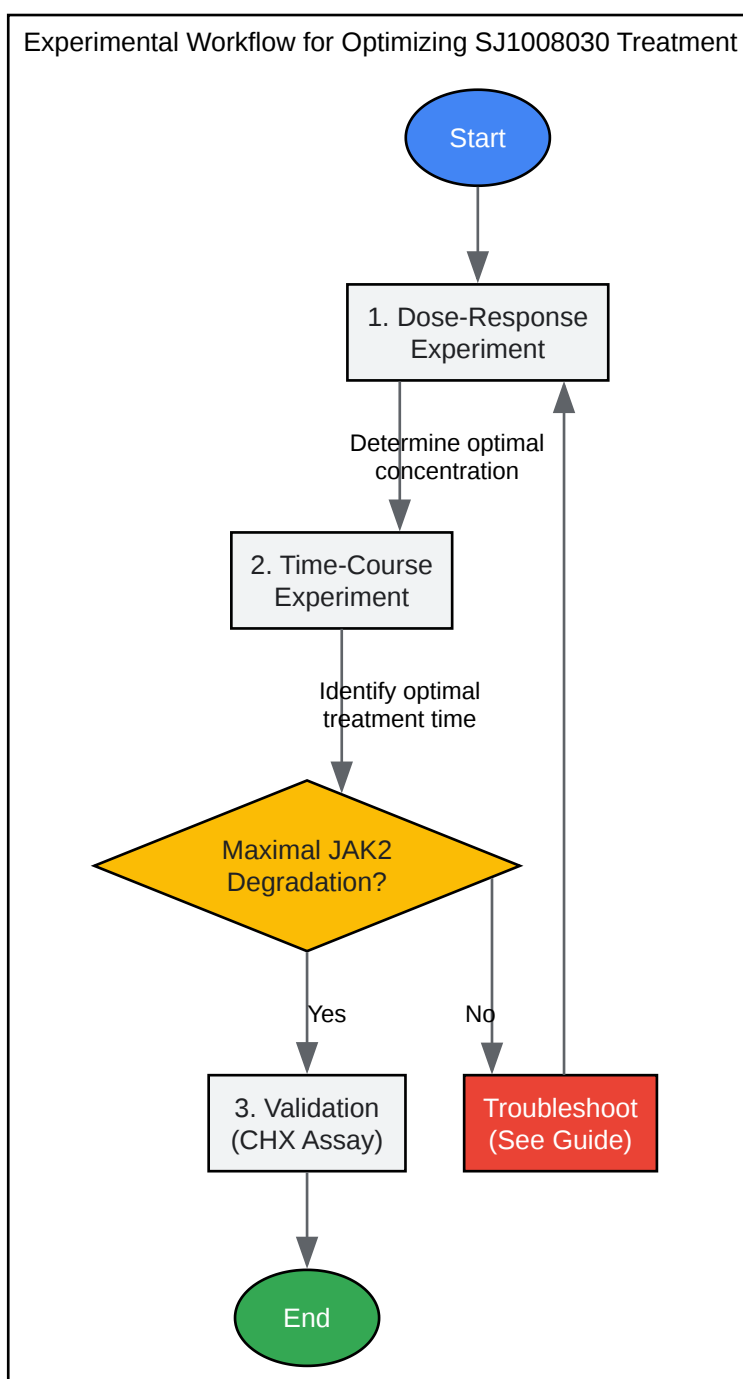 Experimental Workflow for Optimizing SJ1008030 Treatment
Start
1. Dose-Response
Experiment
Determine optimal
concentration
2. Time-Course
Experiment
Identify optimal
treatment time
Maximal JAK2
Degradation?
Yes
No
3. Validation
(CHX Assay)
Troubleshoot
(See Guide)
End